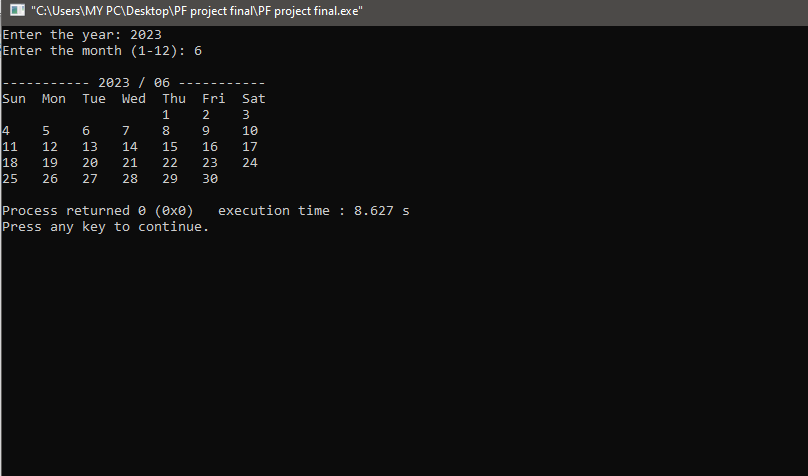 "C:\Users\MY PC\Desktop\PF project final\PF project final.exe"
Enter the year: 2023
Enter the month (1-12): 6
----------- 2023 / 06 -----------
Sun  Mon  Tue  Wed  Thu  Fri  Sat
                    1    2    3
4    5    6    7    8    9    10
11   12   13   14   15   16   17
18   19   20   21   22   23   24
25   26   27   28   29   30
Process returned 0 (0x0)   execution time : 8.627 s
Press any key to continue.